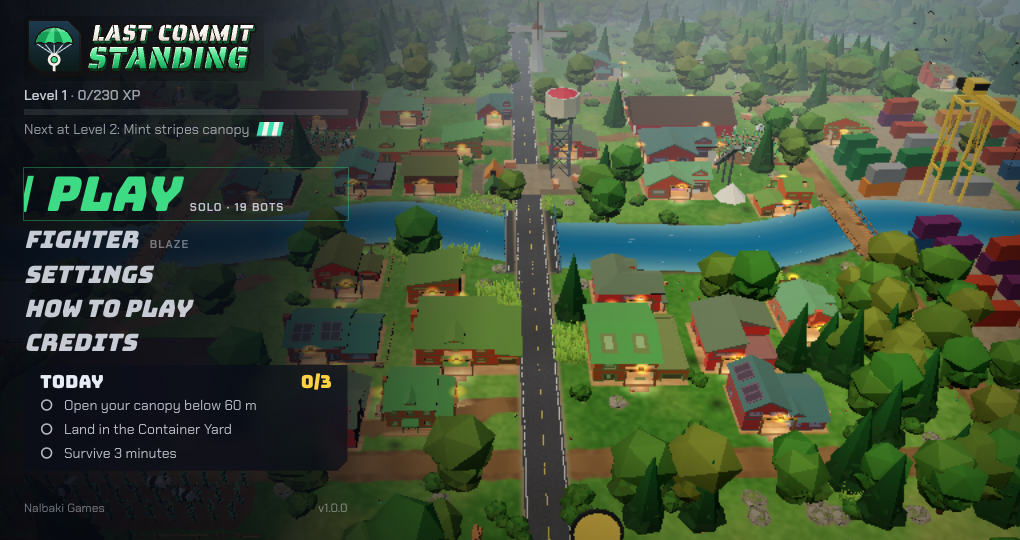 LAST COMMIT
STANDING
Level 1 · 0/230 XP
Next at Level 2: Mint stripes canopy
PLAY SOLO · 19 BOTS
FIGHTER BLAZE
SETTINGS
HOW TO PLAY
CREDITS
TODAY 0/3
Open your canopy below 60 m
Land in the Container Yard
Survive 3 minutes
Nalbaki Games v1.0.0